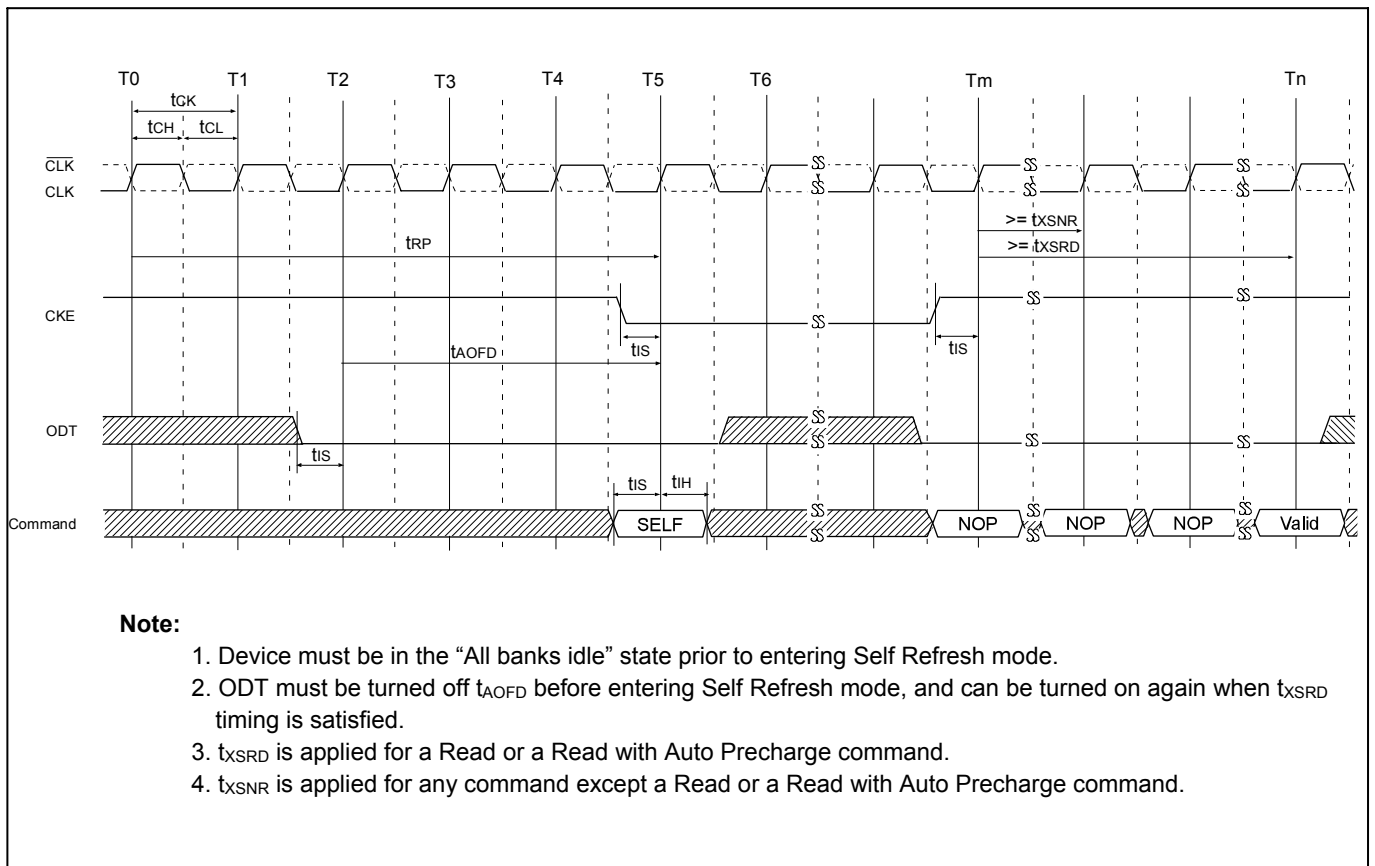 T0 T1 T2 T3 T4 T5 T6 Tm Tn
tCK
tCH tCL
CLK
CLK
>= tXSNR
tRP >= tXSRD
CKE
tIS tIS
tAOFD
ODT
tIS
tIS tIH
Command SELF NOP NOP NOP Valid
Note:
1. Device must be in the “All banks idle” state prior to entering Self Refresh mode.
2. ODT must be turned off tAOFD before entering Self Refresh mode, and can be turned on again when tXSRD
timing is satisfied.
3. tXSRD is applied for a Read or a Read with Auto Precharge command.
4. tXSNR is applied for any command except a Read or a Read with Auto Precharge command.